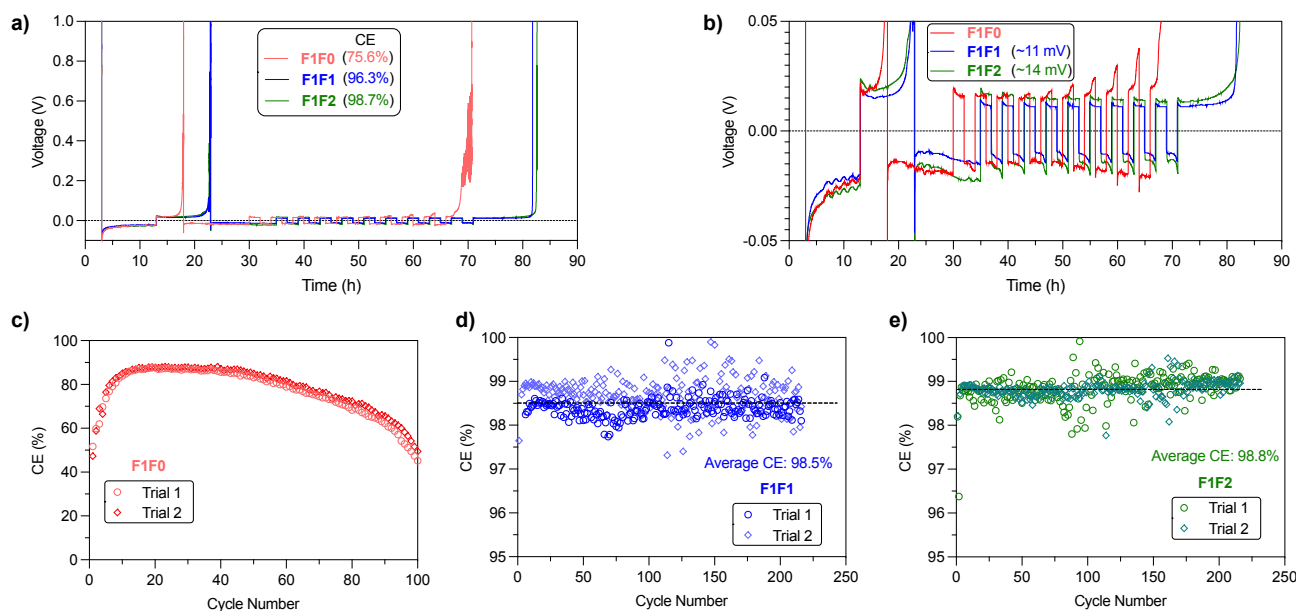 a)
Voltage (V)
1.0
0.8
0.6
0.4
0.2
0.0
0 10 20 30 40 50 60 70 80 90
Time (h)
CE
F1F0 (75.6%)
F1F1 (96.3%)
F1F2 (98.7%)
b)
Voltage (V)
0.05
0.00
-0.05
0 10 20 30 40 50 60 70 80 90
Time (h)
F1F0
F1F1 (~11 mV)
F1F2 (~14 mV)
c)
CE (%)
100
80
60
40
20
0
0 20 40 60 80 100
Cycle Number
F1F0
Trial 1
Trial 2
d)
CE (%)
100
99
98
97
96
95
0 50 100 150 200 250
Cycle Number
Average CE: 98.5%
F1F1
Trial 1
Trial 2
e)
CE (%)
100
99
98
97
96
95
0 50 100 150 200 250
Cycle Number
Average CE: 98.8%
F1F2
Trial 1
Trial 2